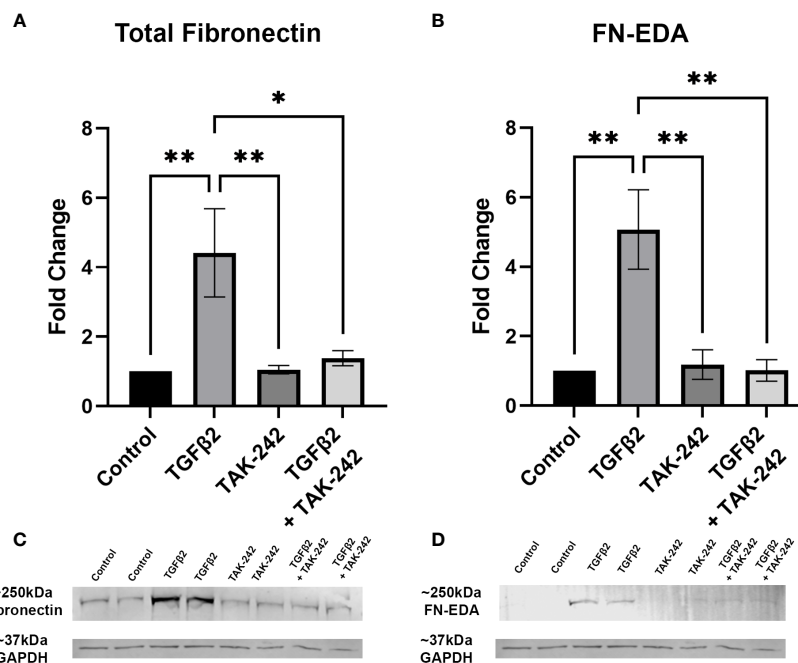 A
Total Fibronectin
*
**
**
8
6
4
2
0
Fold Change
Control
TGFβ2
TAK-242
TGFβ2
+ TAK-242
B
FN-EDA
**
**
**
8
6
4
2
0
Fold Change
Control
TGFβ2
TAK-242
TGFβ2
+ TAK-242
C
Control
Control
TGFβ2
TGFβ2
TAK-242
TAK-242
TGFβ2
+ TAK-242
TGFβ2
+ TAK-242
~250kDa
bronectin
~37kDa
GAPDH
D
Control
Control
TGFβ2
TGFβ2
TAK-242
TAK-242
TGFβ2
+ TAK-242
TGFβ2
+ TAK-242
~250kDa
FN-EDA
~37kDa
GAPDH